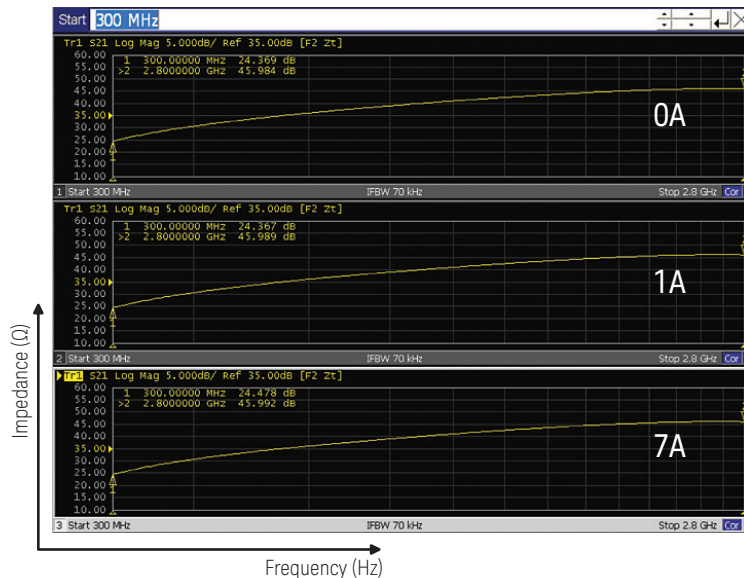 Start 300 MHz
Tr1 S21 Log Mag 5.000dB/ Ref 35.00dB [F2 Zt]
60.00
1 300.00000 MHz 24.369 dB
55.00
>2 2.8000000 GHz 45.984 dB
50.00
45.00
40.00
35.00
0A
30.00
25.00
20.00
15.00
10.00
1 Start 300 MHz IFBW 70 kHz Stop 2.8 GHz Cor
Tr1 S21 Log Mag 5.000dB/ Ref 35.00dB [F2 Zt]
60.00
1 300.00000 MHz 24.367 dB
55.00
>2 2.8000000 GHz 45.989 dB
50.00
45.00
40.00
35.00
1A
30.00
25.00
20.00
15.00
10.00
2 Start 300 MHz IFBW 70 kHz Stop 2.8 GHz Cor
Tr1 S21 Log Mag 5.000dB/ Ref 35.00dB [F2 Zt]
60.00
1 300.00000 MHz 24.478 dB
55.00
>2 2.8000000 GHz 45.992 dB
50.00
45.00
40.00
35.00
7A
30.00
25.00
20.00
15.00
10.00
3 Start 300 MHz IFBW 70 kHz Stop 2.8 GHz Cor
Impedance (Ω)
Frequency (Hz)